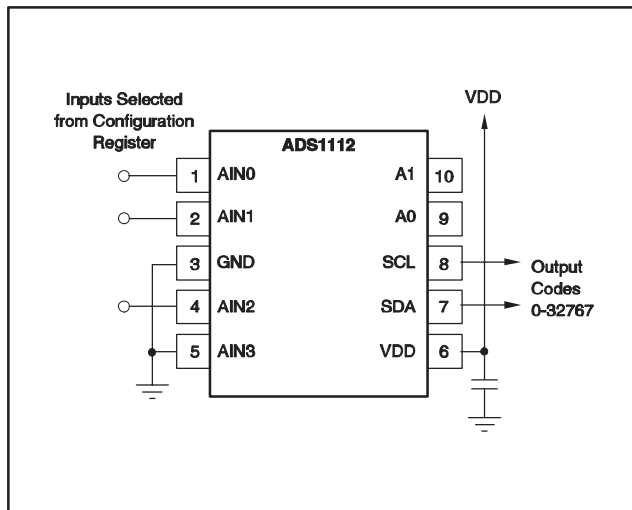 Inputs Selected
from Configuration
Register
VDD
ADS1112
1 AIN0 A1 10
2 AIN1 A0 9
3 GND SCL 8
4 AIN2 SDA 7
5 AIN3 VDD 6
Output
Codes
0-32767